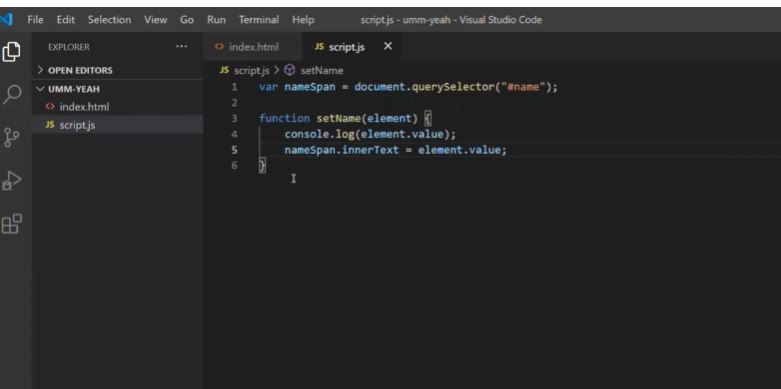 File Edit Selection View Go Run Terminal Help script.js - umm-yeah - Visual Studio Code
EXPLORER ... <> index.html JS script.js ×
> OPEN EDITORS JS script.js > setName
UMM-YEAH
<> index.html
JS script.js
1 var nameSpan = document.querySelector("#name");
2
3 function setName(element) {
4 console.log(element.value);
5 nameSpan.innerText = element.value;
6 }